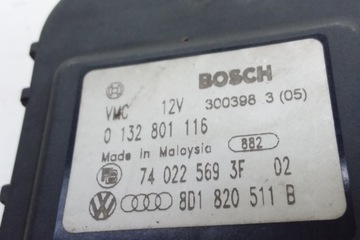 BOSCH
VMC 12V 300398 3 (05)
0 132 801 116
Made in Malaysia 882
74 022 569 3F 02
8D1 820 511 B